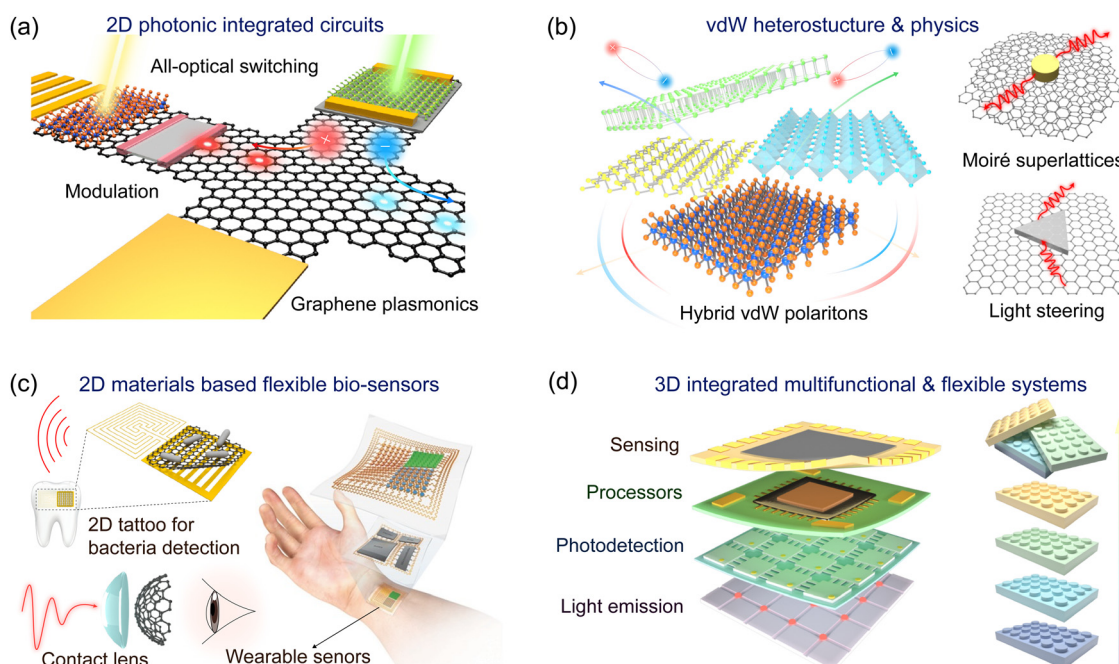 (a)
2D photonic integrated circuits
All-optical switching
Modulation
Graphene plasmonics
(b)
vdW heterostucture & physics
Moiré superlattices
Hybrid vdW polaritons
Light steering
(c)
2D materials based flexible bio-sensors
2D tattoo for
bacteria detection
Contact lens
Wearable senors
(d)
3D integrated multifunctional & flexible systems
Sensing
Processors
Photodetection
Light emission